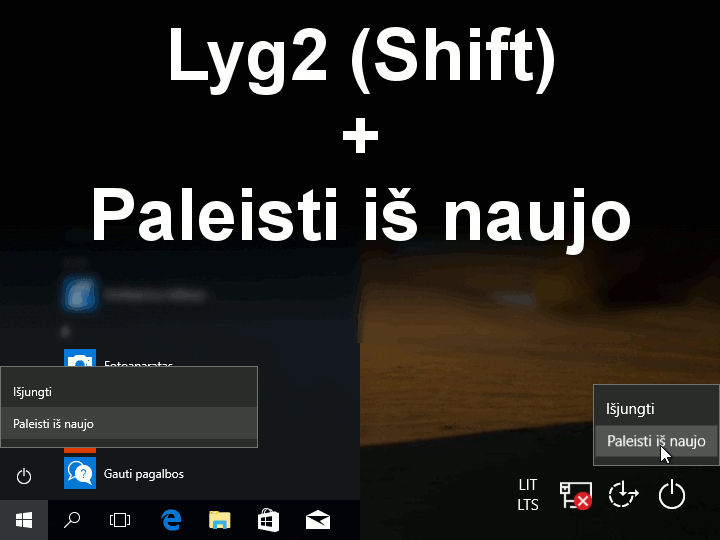 Lyg2 (Shift)
+
Paleisti iš naujo
Fotoaparatas
Išjungti
Paleisti iš naujo
Gauti pagalbos
Išjungti
Paleisti iš naujo
LIT
LTS